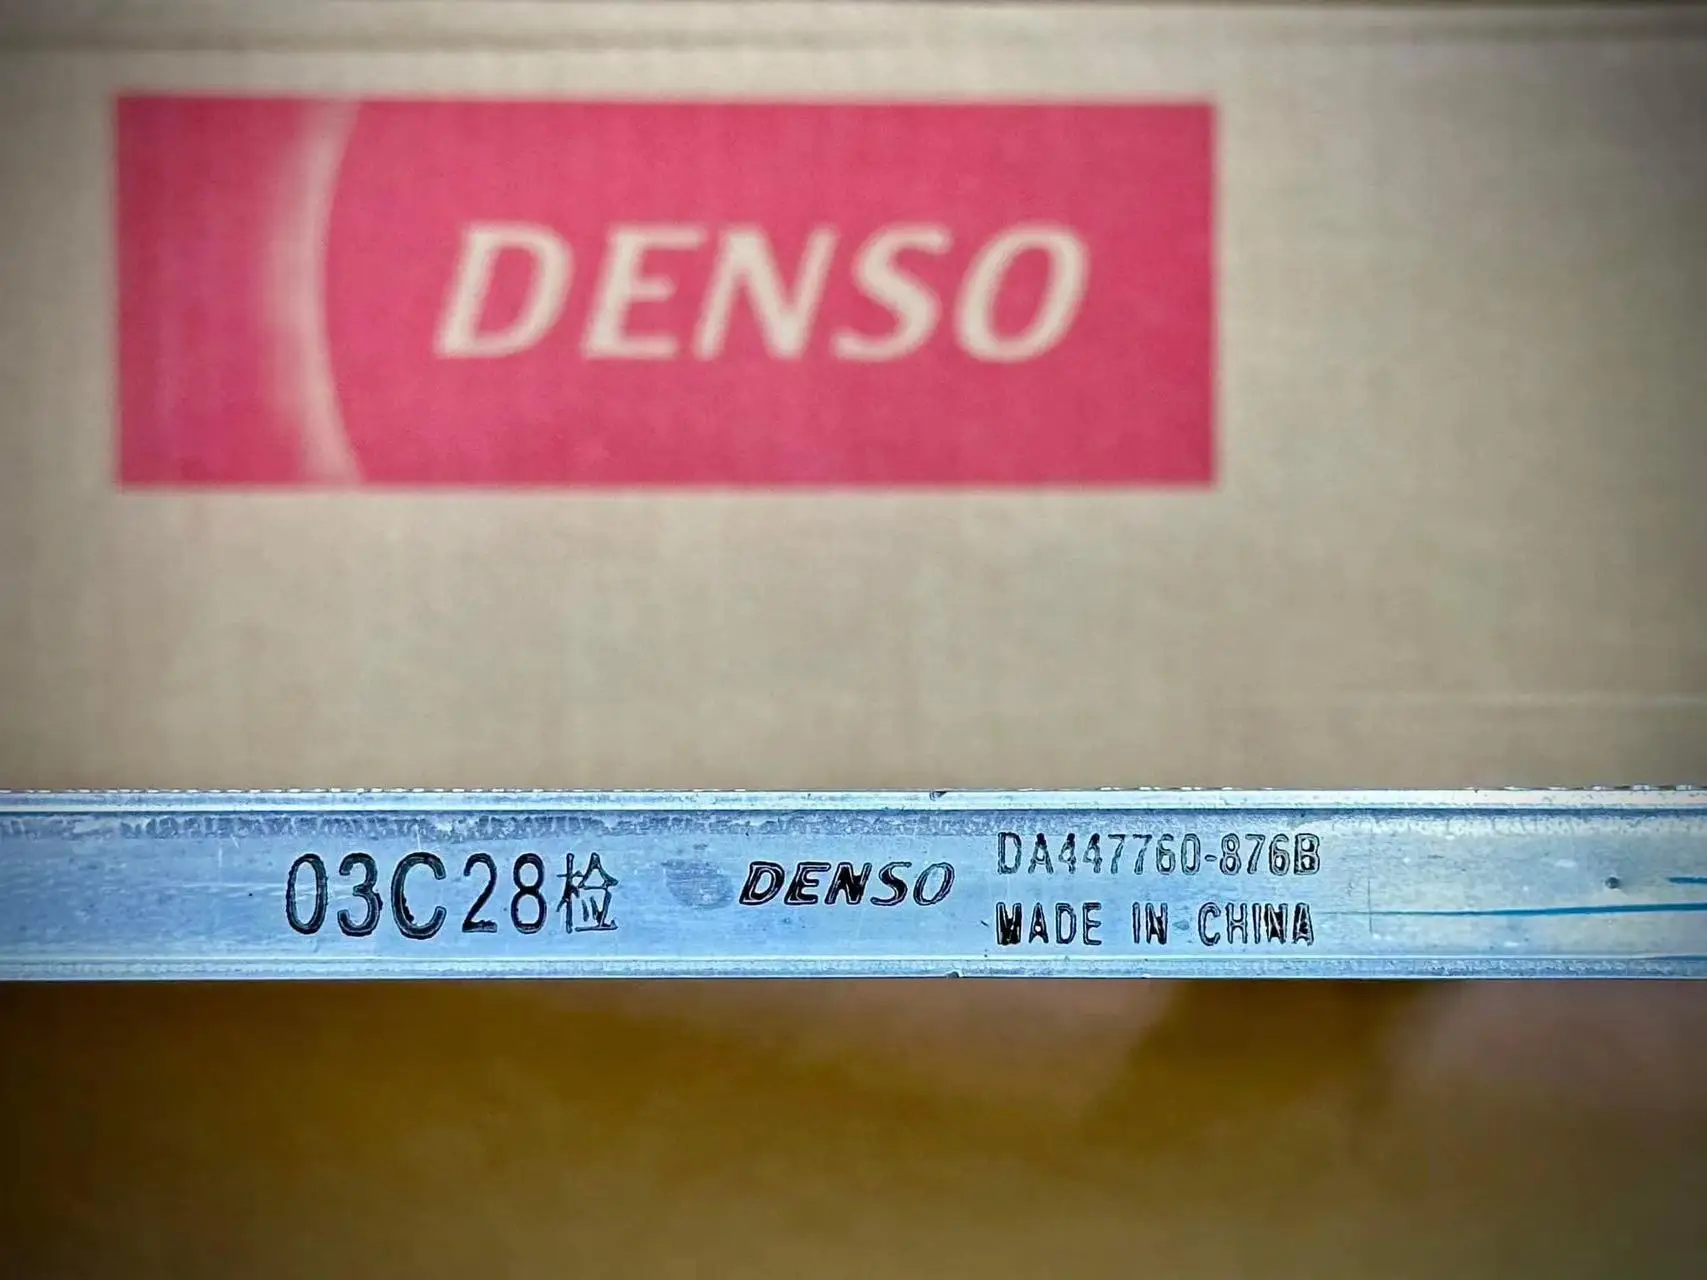 DENSO
03C28检 DENSO DA447760-876B
MADE IN CHINA